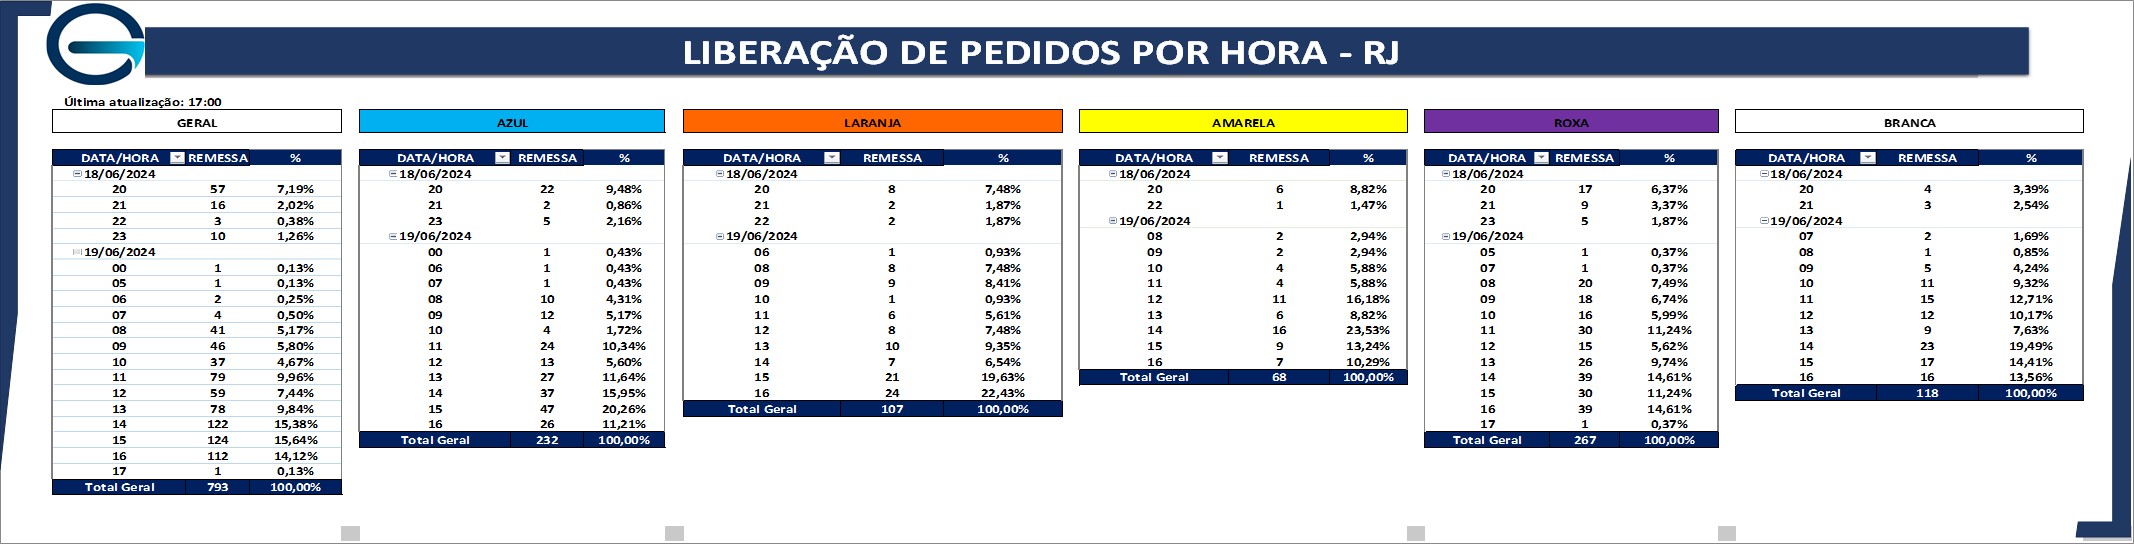 LIBERAÇÃO DE PEDIDOS POR HORA - RJ
Última atualização: 17:00
GERAL
DATA/HORA REMESSA %
18/06/2024
20 57 7,19%
21 16 2,02%
22 3 0,38%
23 10 1,26%
19/06/2024
00 1 0,13%
05 1 0,13%
06 2 0,25%
07 4 0,50%
08 41 5,17%
09 46 5,80%
10 37 4,67%
11 79 9,96%
12 59 7,44%
13 78 9,84%
14 122 15,38%
15 124 15,64%
16 112 14,12%
17 1 0,13%
Total Geral 793 100,00%
AZUL
DATA/HORA REMESSA %
18/06/2024
20 22 9,48%
21 2 0,86%
23 5 2,16%
19/06/2024
00 1 0,43%
06 1 0,43%
07 1 0,43%
08 10 4,31%
09 12 5,17%
10 4 1,72%
11 24 10,34%
12 13 5,60%
13 27 11,64%
14 37 15,95%
15 47 20,26%
16 26 11,21%
Total Geral 232 100,00%
LARANJA
DATA/HORA REMESSA %
18/06/2024
20 8 7,48%
21 2 1,87%
22 2 1,87%
19/06/2024
06 1 0,93%
08 8 7,48%
09 9 8,41%
10 1 0,93%
11 6 5,61%
12 8 7,48%
13 10 9,35%
14 7 6,54%
15 21 19,63%
16 24 22,43%
Total Geral 107 100,00%
AMARELA
DATA/HORA REMESSA %
18/06/2024
20 6 8,82%
22 1 1,47%
19/06/2024
08 2 2,94%
09 2 2,94%
10 4 5,88%
11 4 5,88%
12 11 16,18%
13 6 8,82%
14 16 23,53%
15 9 13,24%
16 7 10,29%
Total Geral 68 100,00%
ROXA
DATA/HORA REMESSA %
18/06/2024
20 17 6,37%
21 9 3,37%
23 5 1,87%
19/06/2024
05 1 0,37%
07 1 0,37%
08 20 7,49%
09 18 6,74%
10 16 5,99%
11 30 11,24%
12 15 5,62%
13 26 9,74%
14 39 14,61%
15 30 11,24%
16 39 14,61%
17 1 0,37%
Total Geral 267 100,00%
BRANCA
DATA/HORA REMESSA %
18/06/2024
20 4 3,39%
21 3 2,54%
19/06/2024
07 2 1,69%
08 1 0,85%
09 5 4,24%
10 11 9,32%
11 15 12,71%
12 12 10,17%
13 9 7,63%
14 23 19,49%
15 17 14,41%
16 16 13,56%
Total Geral 118 100,00%